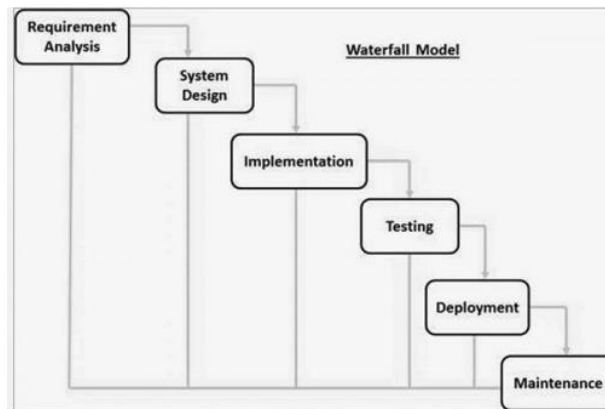 Requirement
Analysis
Waterfall Model
System
Design
Implementation
Testing
Deployment
Maintenance